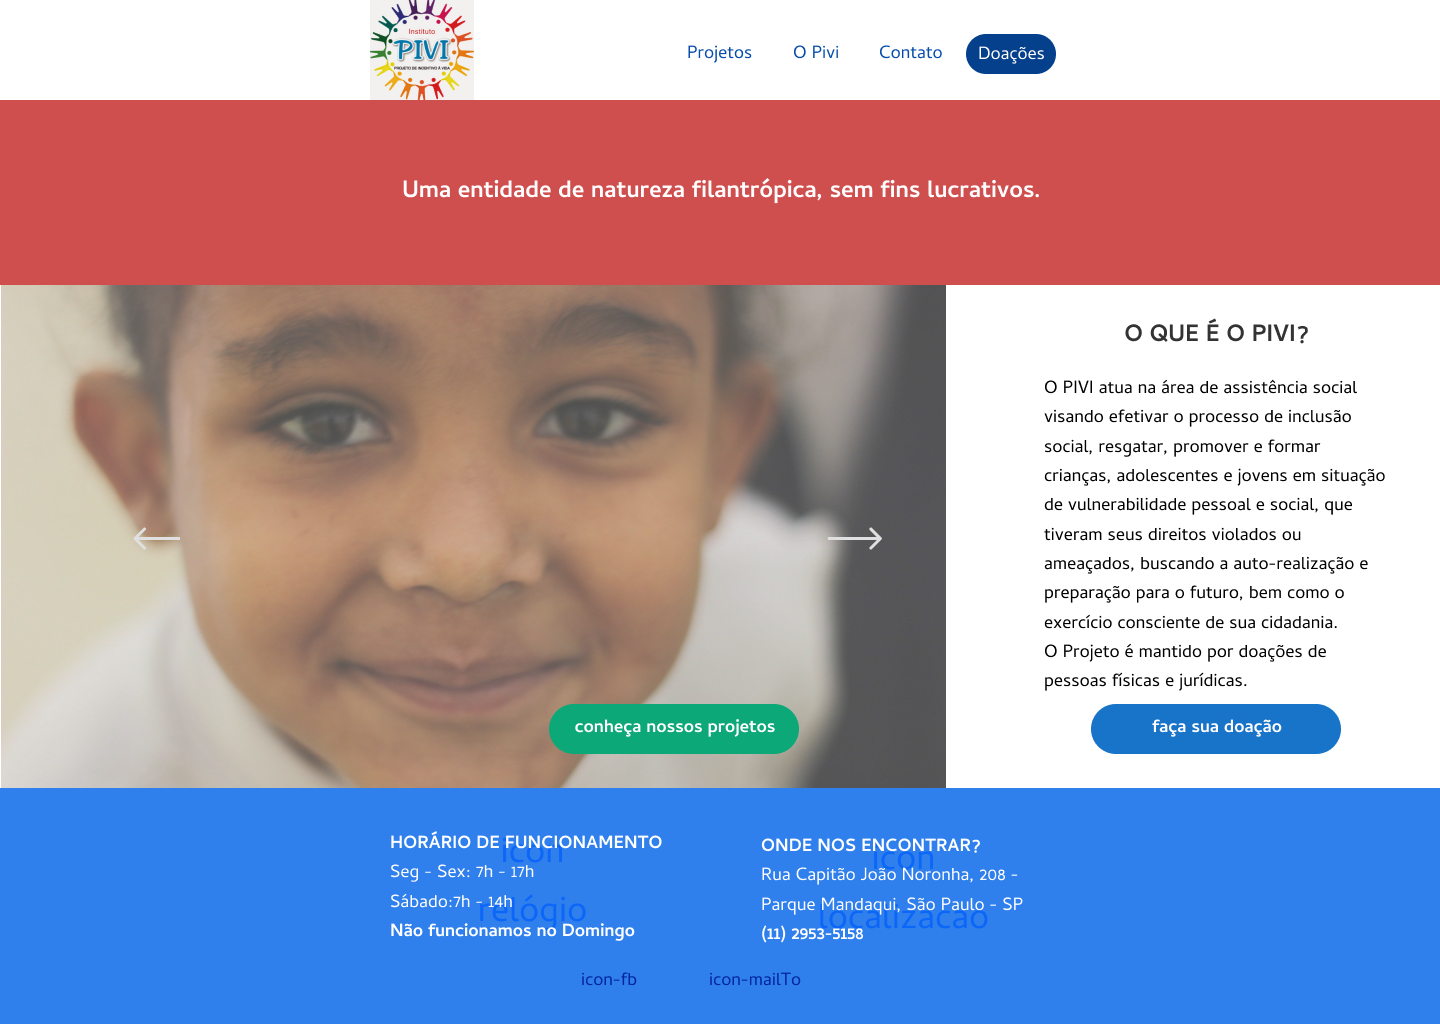 Instituto
PIVI
PROJETO DE INCENTIVO À VIDA
Projetos
O Pivi
Contato
Doações
Uma entidade de natureza filantrópica, sem fins lucrativos.
O QUE É O PIVI?
O PIVI atua na área de assistência social
visando efetivar o processo de inclusão
social, resgatar, promover e formar
crianças, adolescentes e jovens em situação
de vulnerabilidade pessoal e social, que
tiveram seus direitos violados ou
ameaçados, buscando a auto-realização e
preparação para o futuro, bem como o
exercício consciente de sua cidadania.
O Projeto é mantido por doações de
pessoas físicas e jurídicas.
conheça nossos projetos
faça sua doação
HORÁRIO DE FUNCIONAMENTO
Seg - Sex: 7h - 17h
Sábado:7h - 14h
Não funcionamos no Domingo
icon
relógio
ONDE NOS ENCONTRAR?
Rua Capitão João Noronha, 208 -
Parque Mandaqui, São Paulo - SP
(11) 2953-5158
icon
localizacao
icon-fb
icon-mailTo